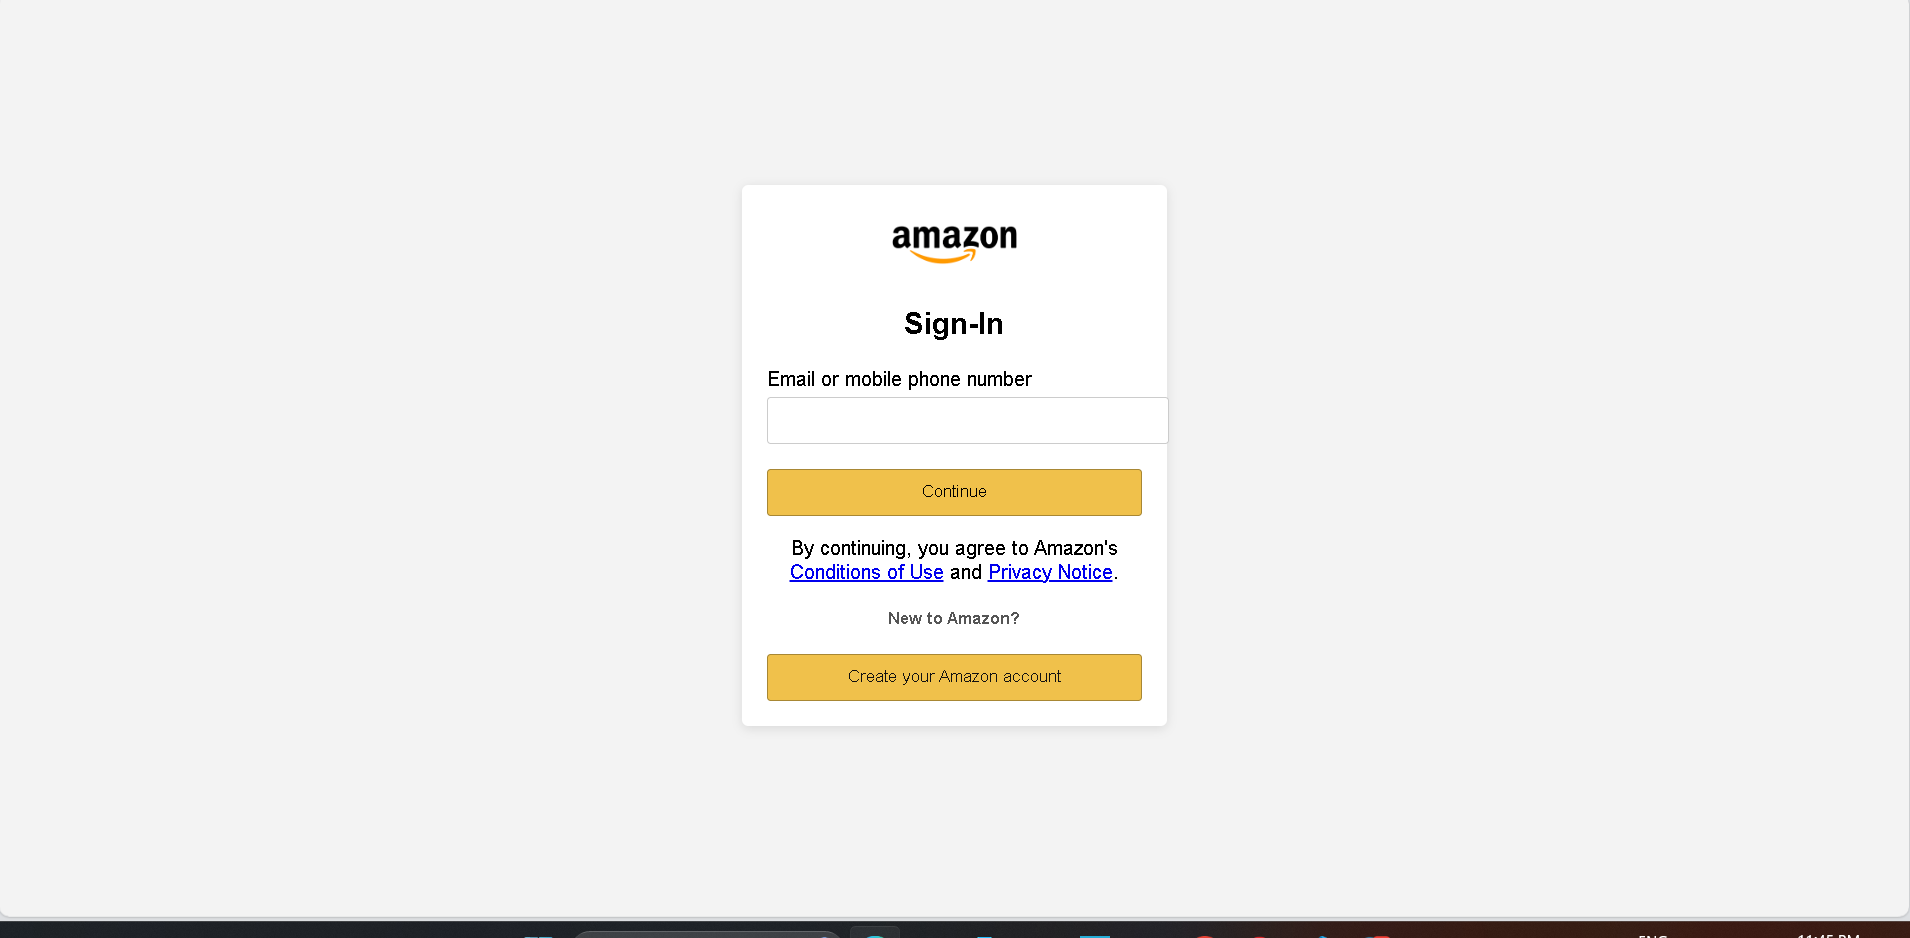 amazon
Sign-In
Email or mobile phone number
Continue
By continuing, you agree to Amazon's
Conditions of Use and Privacy Notice.
New to Amazon?
Create your Amazon account